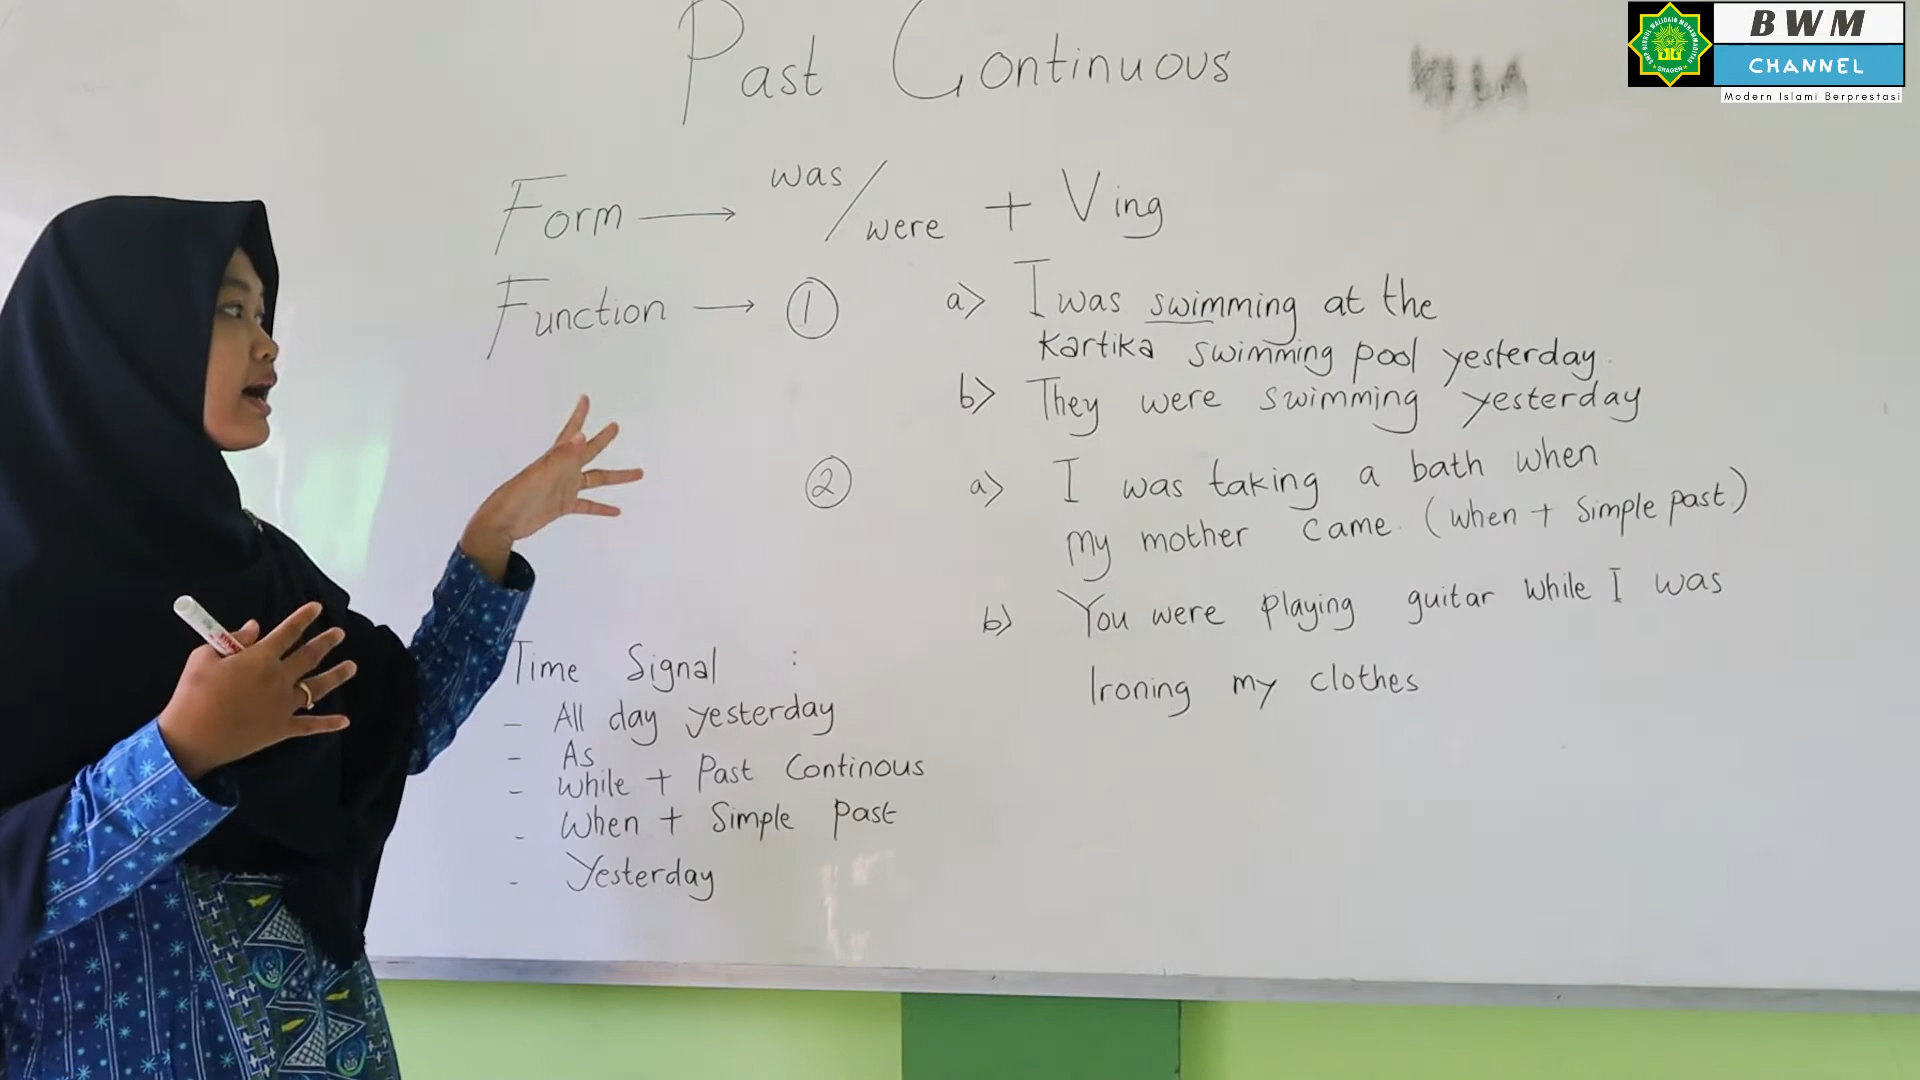 Past Continuous
BWM
CHANNEL
Modern Islami Berprestasi
Form → was/were + Ving
Function → ① a> I was swimming at the
kartika swimming pool yesterday.
b> They were swimming yesterday
② a> I was taking a bath when
my mother came. (when + simple past)
b> You were playing guitar while I was
Ironing my clothes
Time Signal :
- All day yesterday
- As
- while + Past Continous
- When + Simple past
- Yesterday